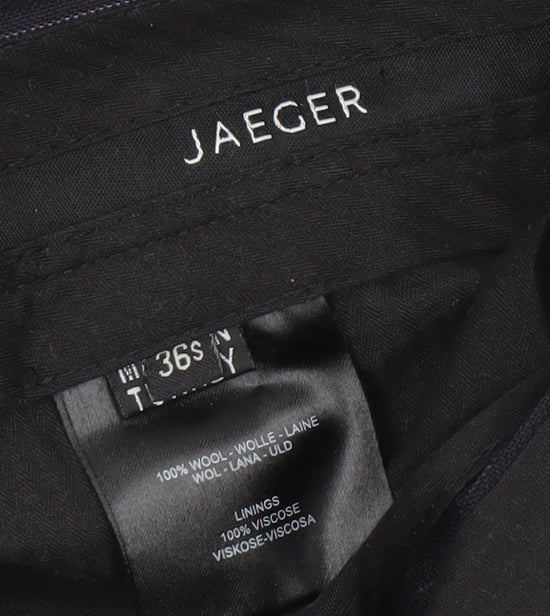 JAEGER
36S
100% WOOL - WOLLE - LAINE
WOL - LANA - ULD
LININGS
100% VISCOSE
VISKOSE-VISCOSA